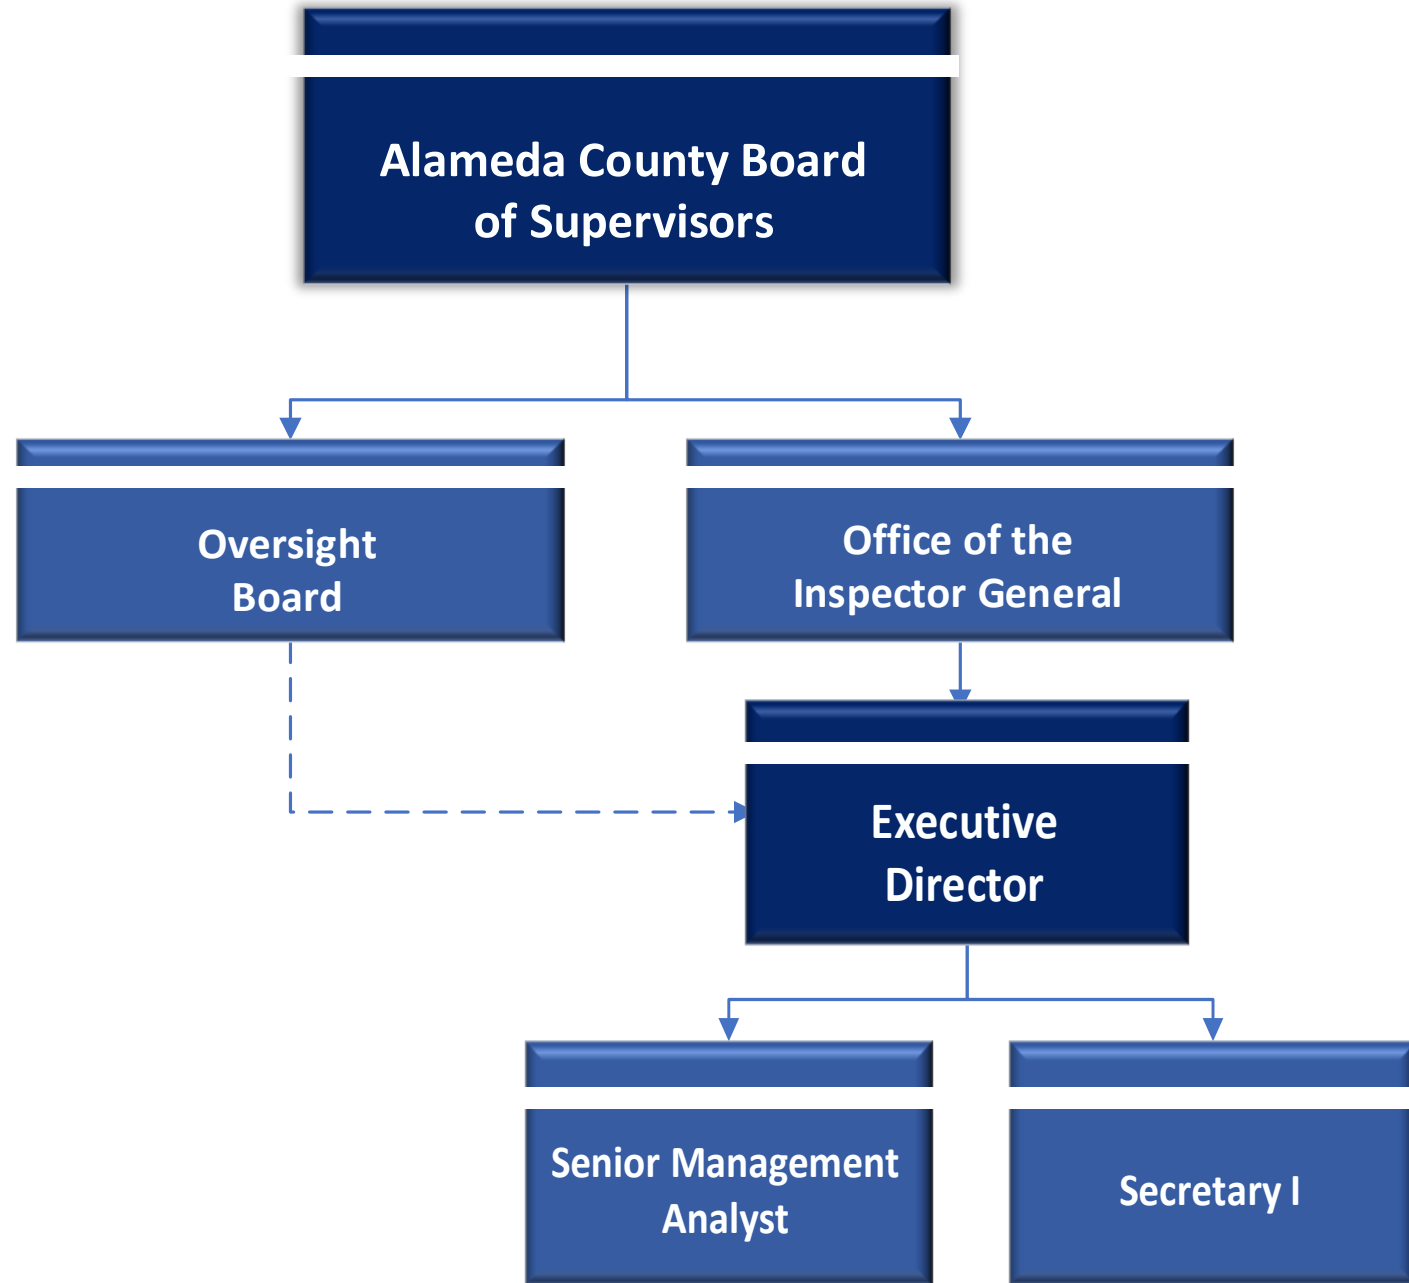 Alameda County Board
of Supervisors
Oversight
Board
Office of the
Inspector General
Executive
Director
Senior Management
Analyst
Secretary I